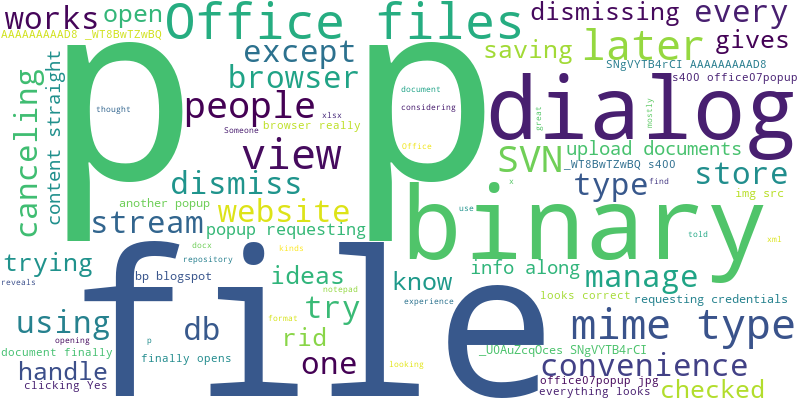 works open Office files dismissing every
AAAAAAAAAD8 _WT8BwTZwBQ except later gives
saving
SNgVYTB4rCI AAAAAAAAAD8
browser document s400 office07popup
p p dialog
canceling content straight people thought considering great mostly
xlsx
Someone browser really
view Office SVN upload documents
_WT8BwTZwBQ s400
dismiss type find store
x
another popup website binary img src
use
stream popup requesting told
docx kinds xml
repository
trying bp blogspot ideas know info along manage
reveals notepad experience looks correct requesting credentials
file
using db format try mime type
opening p rid
document finally finally opens one looking _UOAuZcqOces SNgVYTB4rCI
handle convenience
clicking Yes office07popup jpg checked
everything looks